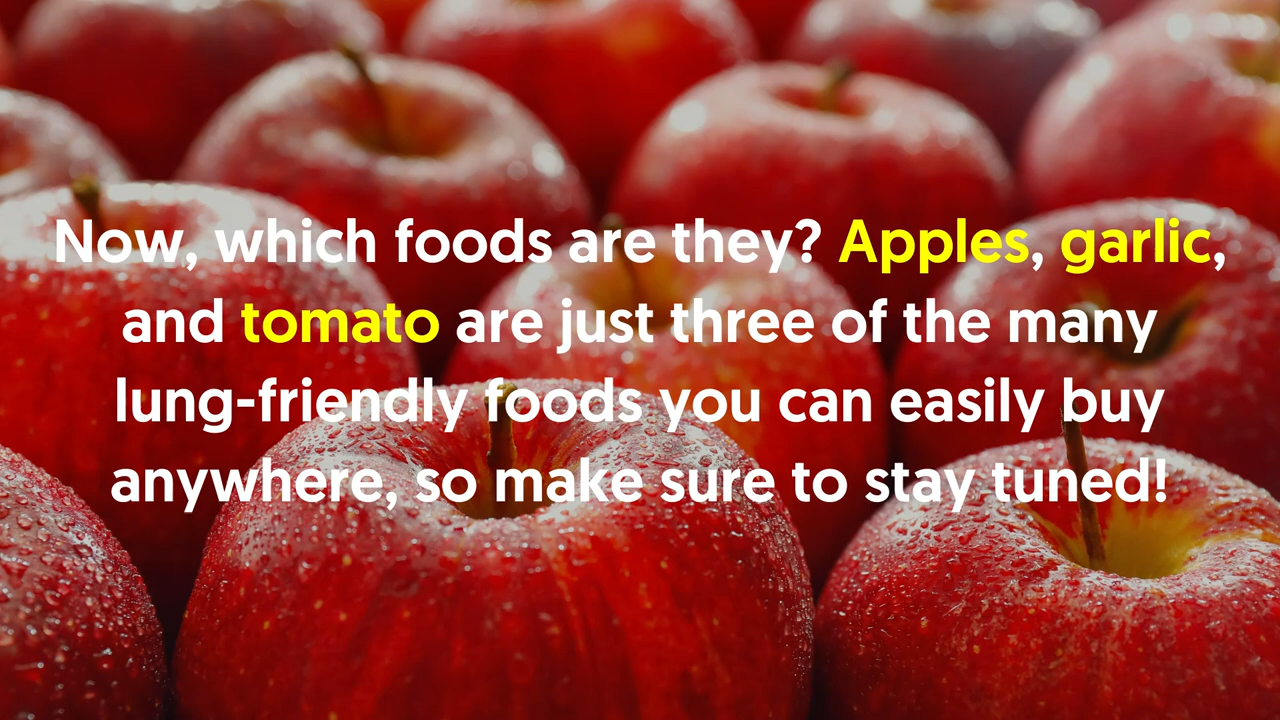 Now, which foods are they? Apples, garlic,
and tomato are just three of the many
lung-friendly foods you can easily buy
anywhere, so make sure to stay tuned!